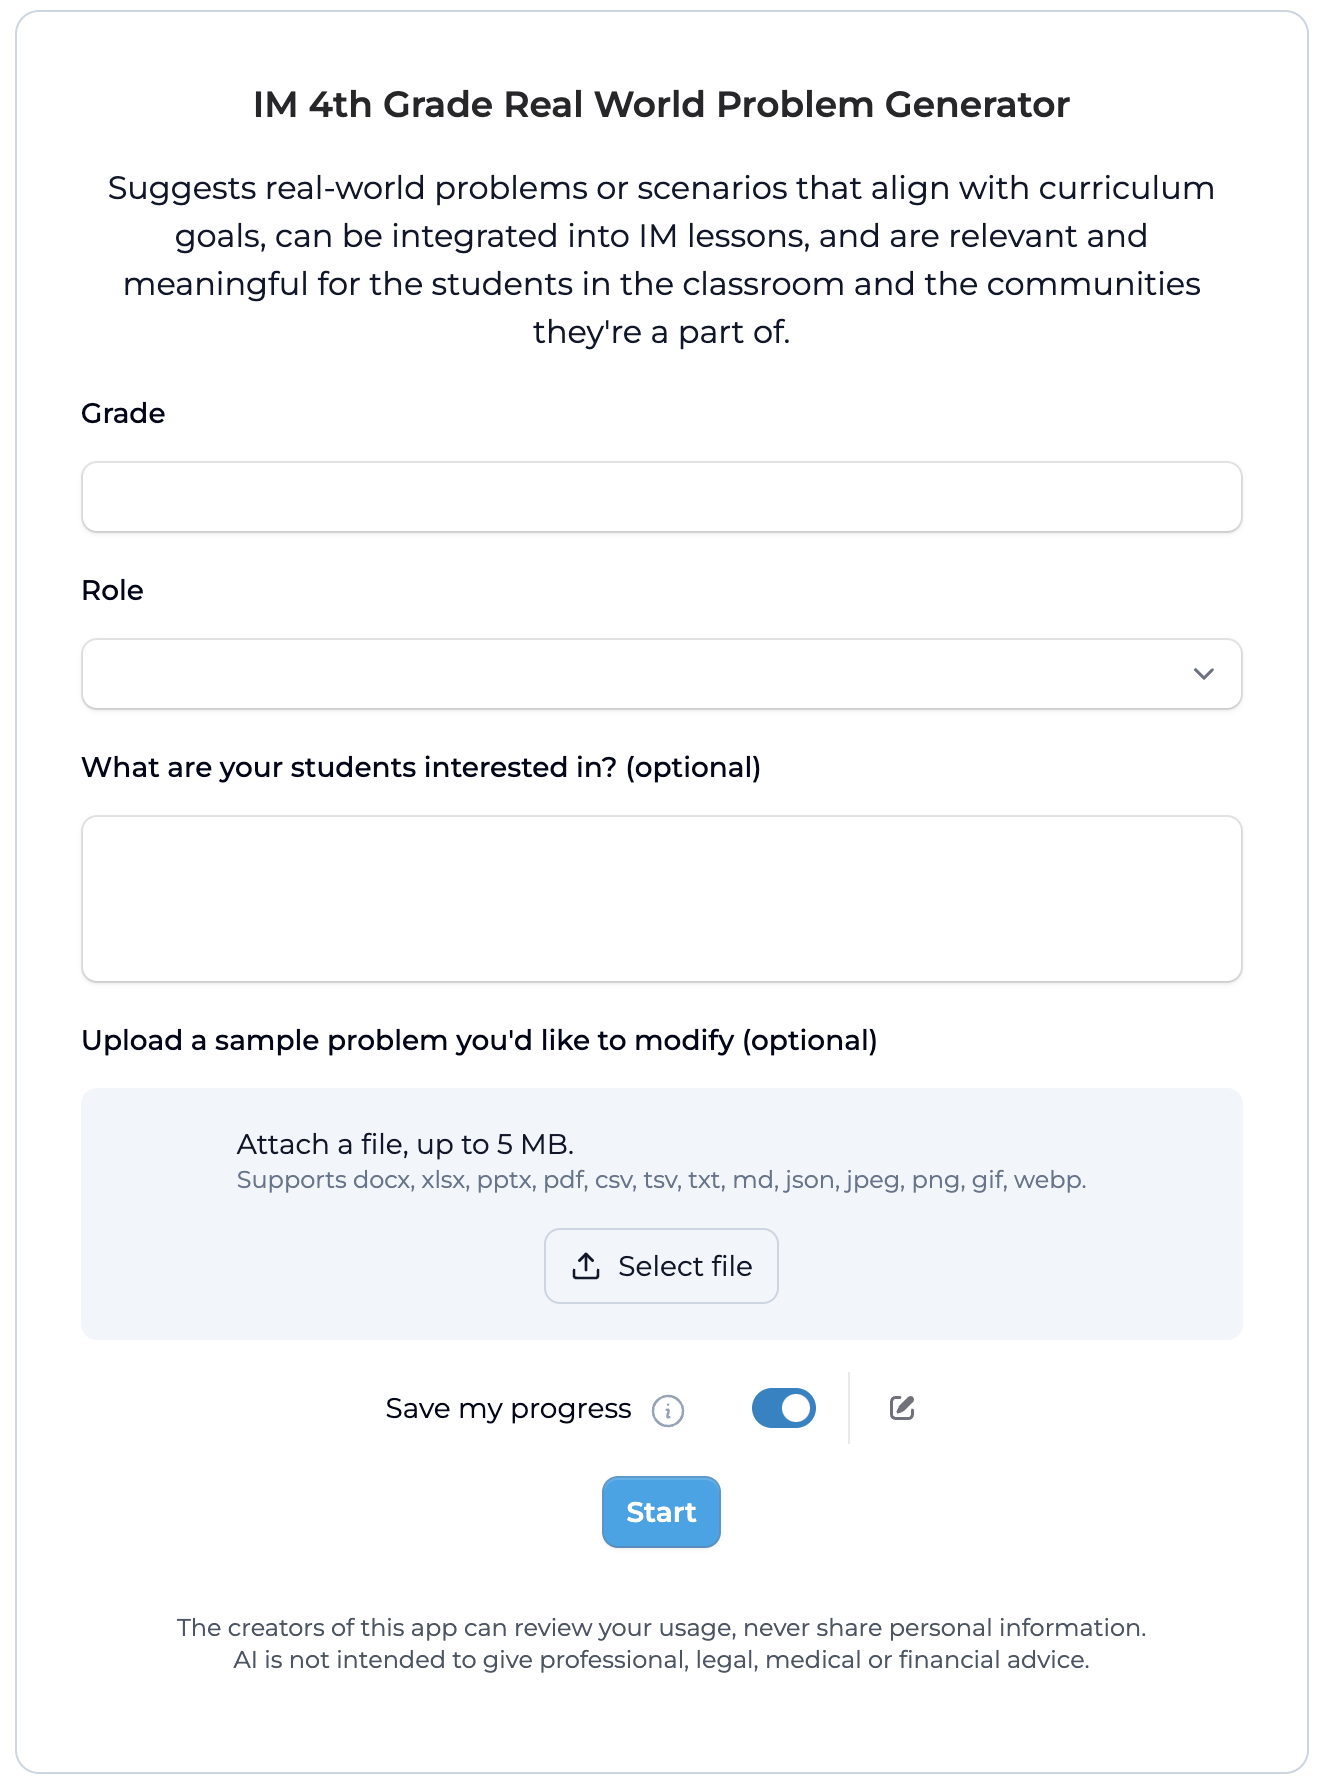 IM 4th Grade Real World Problem Generator
Suggests real-world problems or scenarios that align with curriculum
goals, can be integrated into IM lessons, and are relevant and
meaningful for the students in the classroom and the communities
they're a part of.
Grade
Role
What are your students interested in? (optional)
Upload a sample problem you'd like to modify (optional)
Attach a file, up to 5 MB.
Supports docx, xlsx, pptx, pdf, csv, tsv, txt, md, json, jpeg, png, gif, webp.
Select file
Save my progress
Start
The creators of this app can review your usage, never share personal information.
AI is not intended to give professional, legal, medical or financial advice.